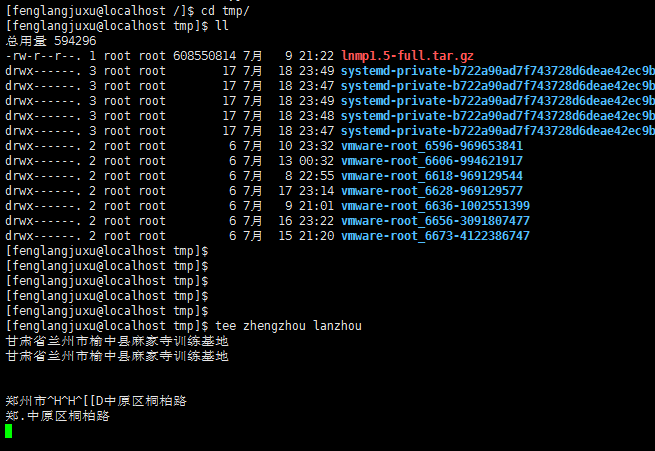 [fenglangjuxu@localhost /]$ cd tmp/
[fenglangjuxu@localhost tmp]$ ll
总用量 594296
-rw-r--r--. 1 root root 608550814 7月   9 21:22 lnmp1.5-full.tar.gz
drwx------. 3 root root        17 7月  18 23:49 systemd-private-b722a90ad7f743728d6deae42ec9b
drwx------. 3 root root        17 7月  18 23:47 systemd-private-b722a90ad7f743728d6deae42ec9b
drwx------. 3 root root        17 7月  18 23:49 systemd-private-b722a90ad7f743728d6deae42ec9b
drwx------. 3 root root        17 7月  18 23:48 systemd-private-b722a90ad7f743728d6deae42ec9b
drwx------. 3 root root        17 7月  18 23:47 systemd-private-b722a90ad7f743728d6deae42ec9b
drwx------. 2 root root         6 7月  10 23:32 vmware-root_6596-969653841
drwx------. 2 root root         6 7月  13 00:32 vmware-root_6606-994621917
drwx------. 2 root root         6 7月   8 22:55 vmware-root_6618-969129544
drwx------. 2 root root         6 7月  17 23:14 vmware-root_6628-969129577
drwx------. 2 root root         6 7月   9 21:01 vmware-root_6636-1002551399
drwx------. 2 root root         6 7月  16 23:22 vmware-root_6656-3091807477
drwx------. 2 root root         6 7月  15 21:20 vmware-root_6673-4122386747
[fenglangjuxu@localhost tmp]$
[fenglangjuxu@localhost tmp]$
[fenglangjuxu@localhost tmp]$
[fenglangjuxu@localhost tmp]$
[fenglangjuxu@localhost tmp]$
[fenglangjuxu@localhost tmp]$ tee zhengzhou lanzhou
甘肃省兰州市榆中县麻家寺训练基地
甘肃省兰州市榆中县麻家寺训练基地
郑州市^H^H^[[D中原区桐柏路
郑.中原区桐柏路